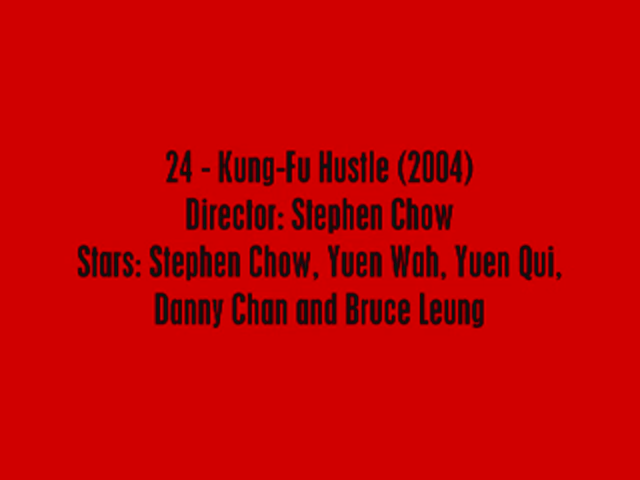 24 - Kung-Fu Hustle (2004)
Director: Stephen Chow
Stars: Stephen Chow, Yuen Wah, Yuen Qui,
Danny Chan and Bruce Leung